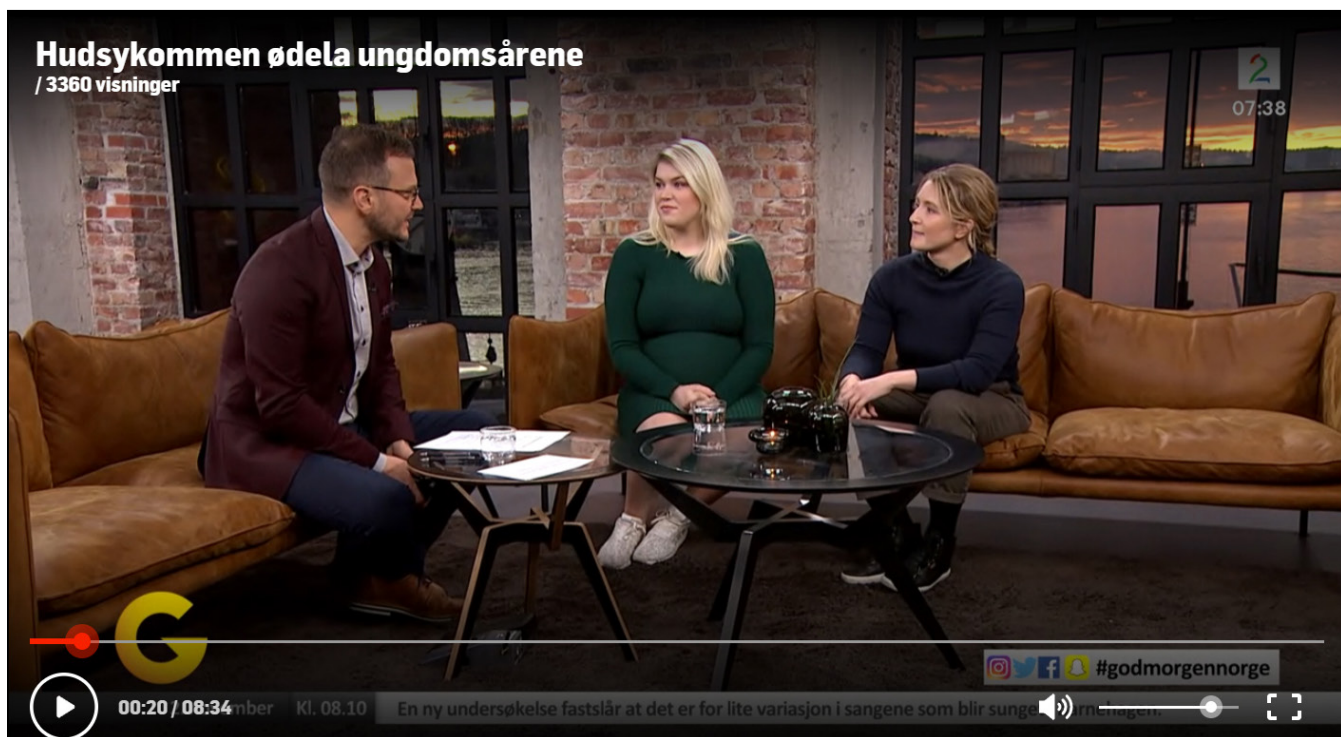 Hudsykommen ødela ungdomsårene
/ 3360 visninger
2
07:38
G
#godmorgennorge
00:20 / 08:34
Kl. 08.10
En ny undersøkelse fastslår at det er for lite variasjon i sangene som blir